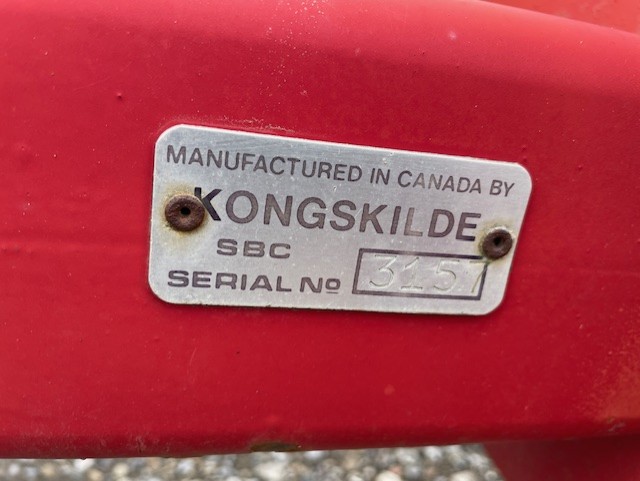 MANUFACTURED IN CANADA BY
KONGSKILDE
SBC
SERIAL No 3157